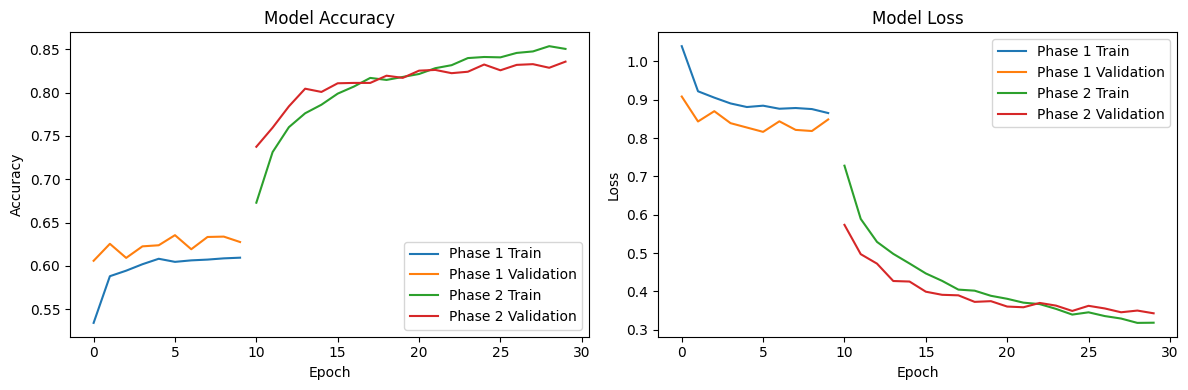 Model Accuracy
Accuracy
0.85
0.80
0.75
0.70
0.65
0.60
0.55
Phase 1 Train
Phase 1 Validation
Phase 2 Train
Phase 2 Validation
0 5 10 15 20 25 30
Epoch
Model Loss
Loss
1.0
0.9
0.8
0.7
0.6
0.5
0.4
0.3
Phase 1 Train
Phase 1 Validation
Phase 2 Train
Phase 2 Validation
0 5 10 15 20 25 30
Epoch